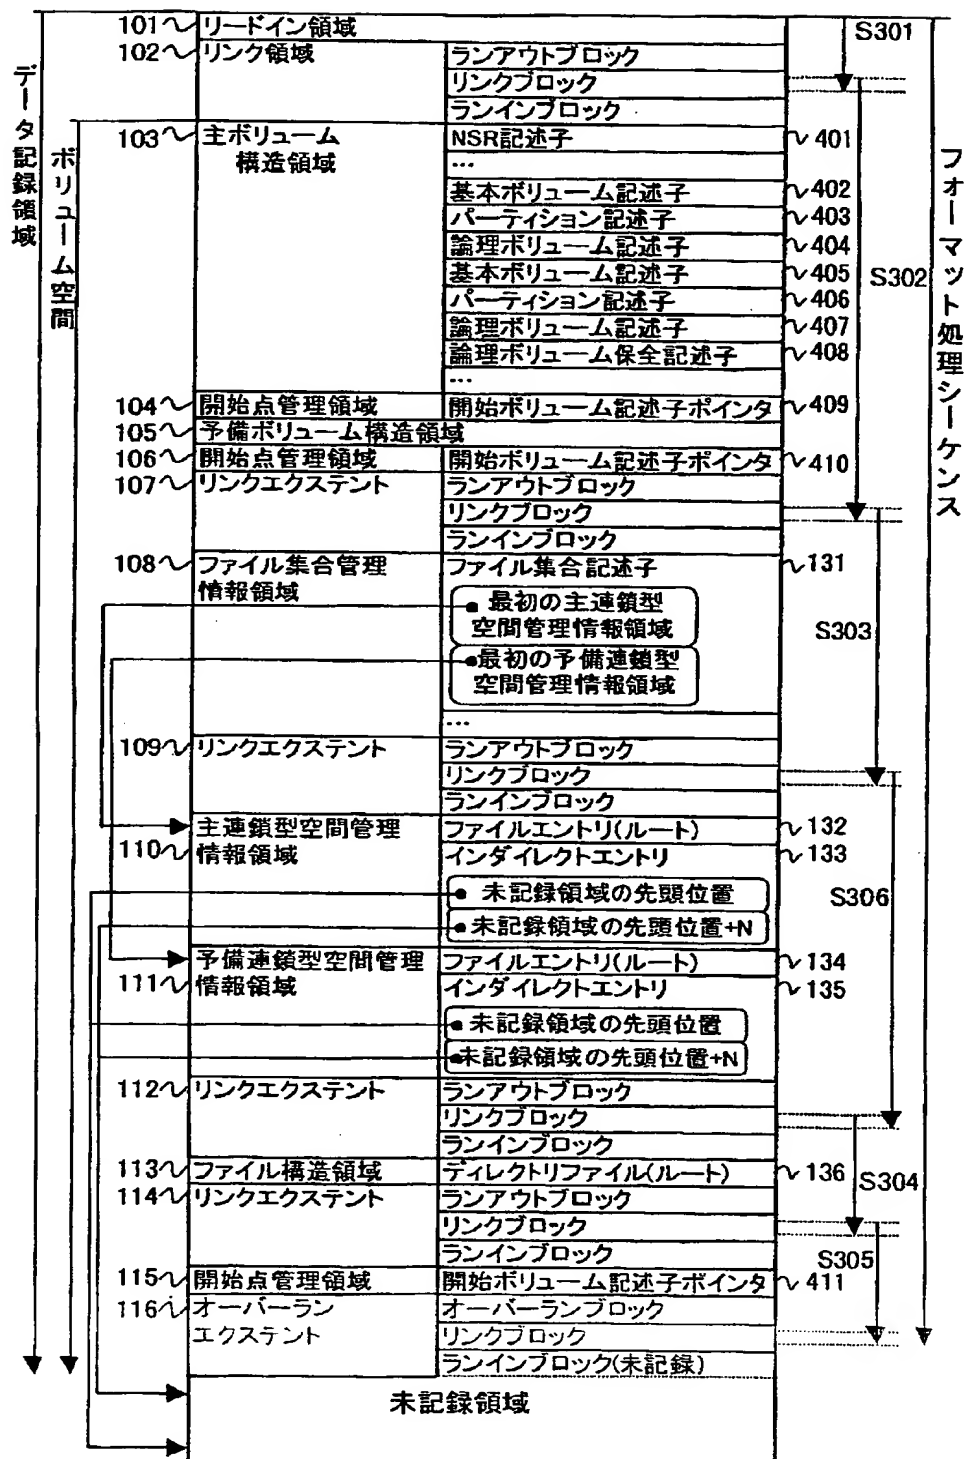 データ記録領域
ボリューム空間
フォーマット処理シーケンス
101 リードイン領域
S301
102 リンク領域 ランアウトブロック
リンクブロック
ランインブロック
103 主ボリューム NSR記述子 401
構造領域 ...
基本ボリューム記述子 402
パーティション記述子 403
論理ボリューム記述子 404
基本ボリューム記述子 405
S302
パーティション記述子 406
論理ボリューム記述子 407
論理ボリューム保全記述子 408
...
104 開始点管理領域 開始ボリューム記述子ポインタ 409
105 予備ボリューム構造領域
106 開始点管理領域 開始ボリューム記述子ポインタ 410
107 リンクエクステント ランアウトブロック
リンクブロック
ランインブロック
108 ファイル集合管理 ファイル集合記述子 131
情報領域
最初の主連鎖型
空間管理情報領域
S303
最初の予備連鎖型
空間管理情報領域
...
109 リンクエクステント ランアウトブロック
リンクブロック
ランインブロック
主連鎖型空間管理 ファイルエントリ(ルート) 132
110 情報領域 インダイレクトエントリ 133
未記録領域の先頭位置
S306
未記録領域の先頭位置+N
予備連鎖型空間管理 ファイルエントリ(ルート) 134
111 情報領域 インダイレクトエントリ 135
未記録領域の先頭位置
未記録領域の先頭位置+N
112 リンクエクステント ランアウトブロック
リンクブロック
ランインブロック
113 ファイル構造領域 ディレクトリファイル(ルート) 136
S304
114 リンクエクステント ランアウトブロック
リンクブロック
ランインブロック
S305
115 開始点管理領域 開始ボリューム記述子ポインタ 411
116 オーバーラン オーバーランブロック
エクステント リンクブロック
ランインブロック(未記録)
未記録領域